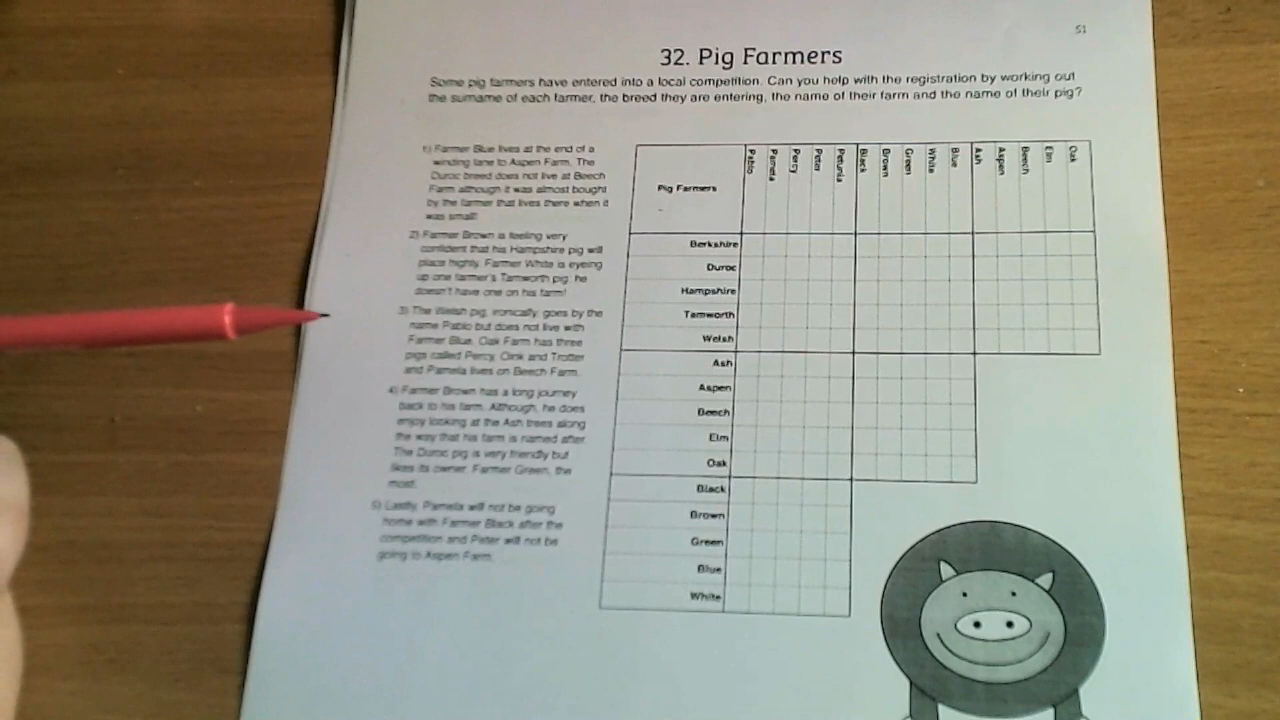 51
32. Pig Farmers
Some pig farmers have entered into a local competition. Can you help with the registration by working out
the surname of each farmer, the breed they are entering, the name of their farm and the name of their pig?
1) Farmer Blue lives at the end of a
winding lane to Aspen Farm. The
Duroc breed does not live at Beech
Farm although it was almost bought
by the farmer that lives there when it
was small!
2) Farmer Brown is feeling very
confident that his Hampshire pig will
place highly. Farmer White is eyeing
up one farmer's Tamworth pig; he
doesn't have one on his farm!
3) The Welsh pig, ironically, goes by the
name Pablo but does not live with
Farmer Blue. Oak Farm has three
pigs called Percy, Oink and Trotter
and Pamela lives on Beech Farm.
4) Farmer Brown has a long journey
back to his farm. Although, he does
enjoy looking at the Ash trees along
the way that his farm is named after.
The Duroc pig is very friendly but
likes its owner, Farmer Green, the
most.
5) Lastly, Pamela will not be going
home with Farmer Black after the
competition and Peter will not be
going to Aspen Farm.
Pig Farmers
Pablo
Pamela
Percy
Peter
Petunia
Black
Brown
Green
White
Blue
Ash
Aspen
Beech
Elm
Oak
Berkshire
Duroc
Hampshire
Tamworth
Welsh
Ash
Aspen
Beech
Elm
Oak
Black
Brown
Green
Blue
White